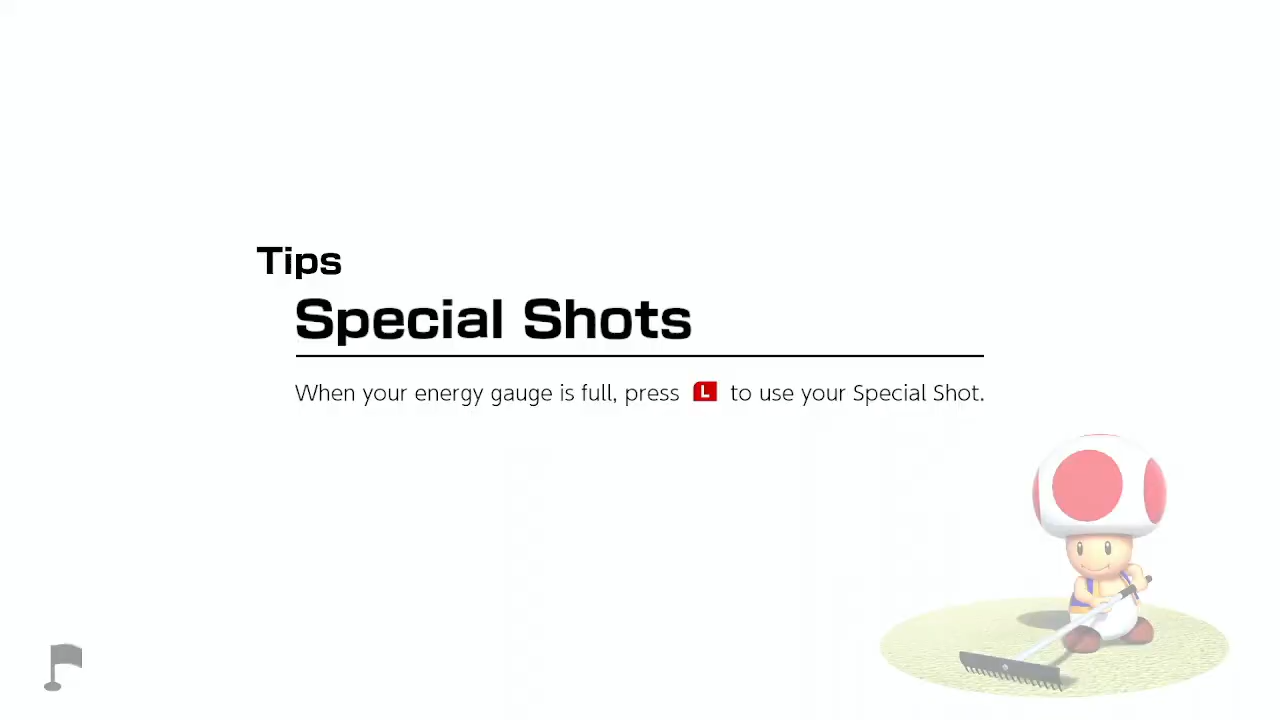 Tips
Special Shots
When your energy gauge is full, press L to use your Special Shot.